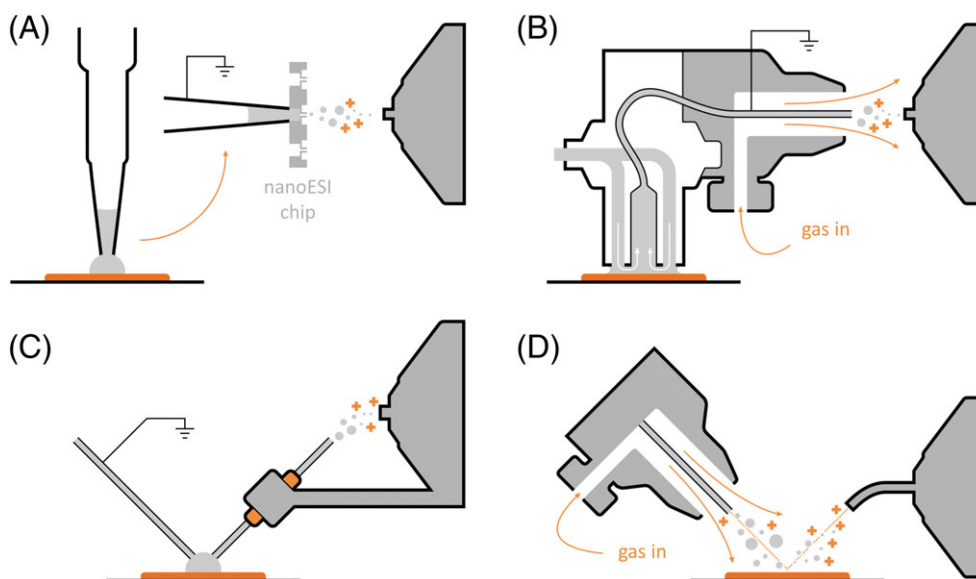 (A)
nanoESI
chip
(B)
gas in
(C)
(D)
gas in